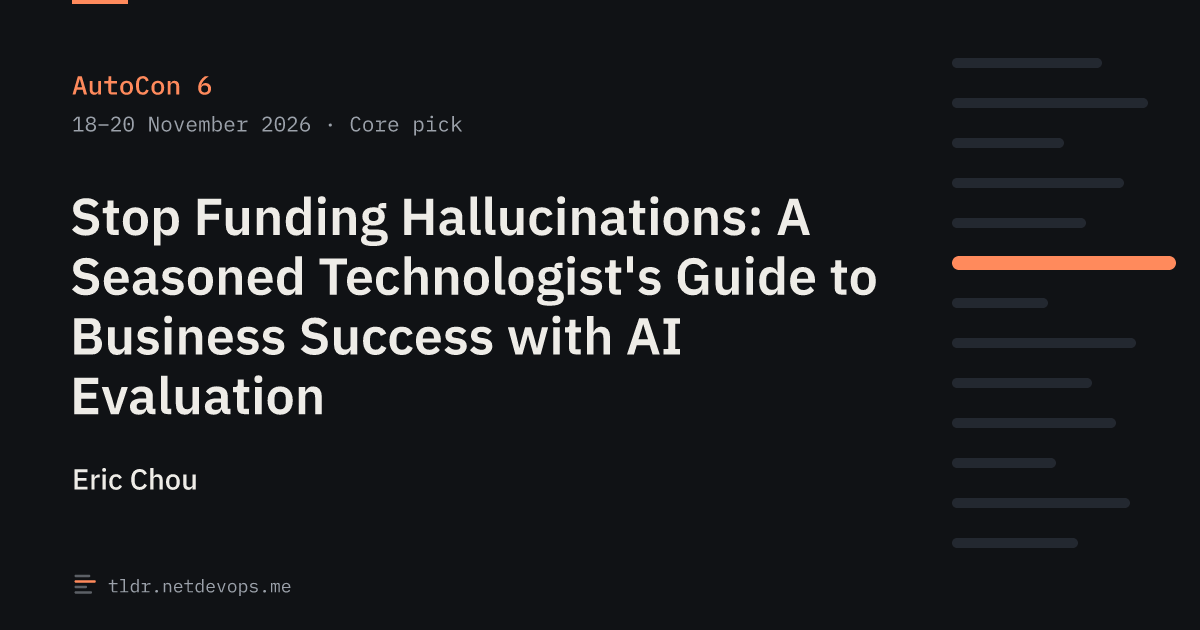 AutoCon 6
18–20 November 2026 · Core pick
Stop Funding Hallucinations: A
Seasoned Technologist's Guide to
Business Success with AI
Evaluation
Eric Chou
tldr.netdevops.me